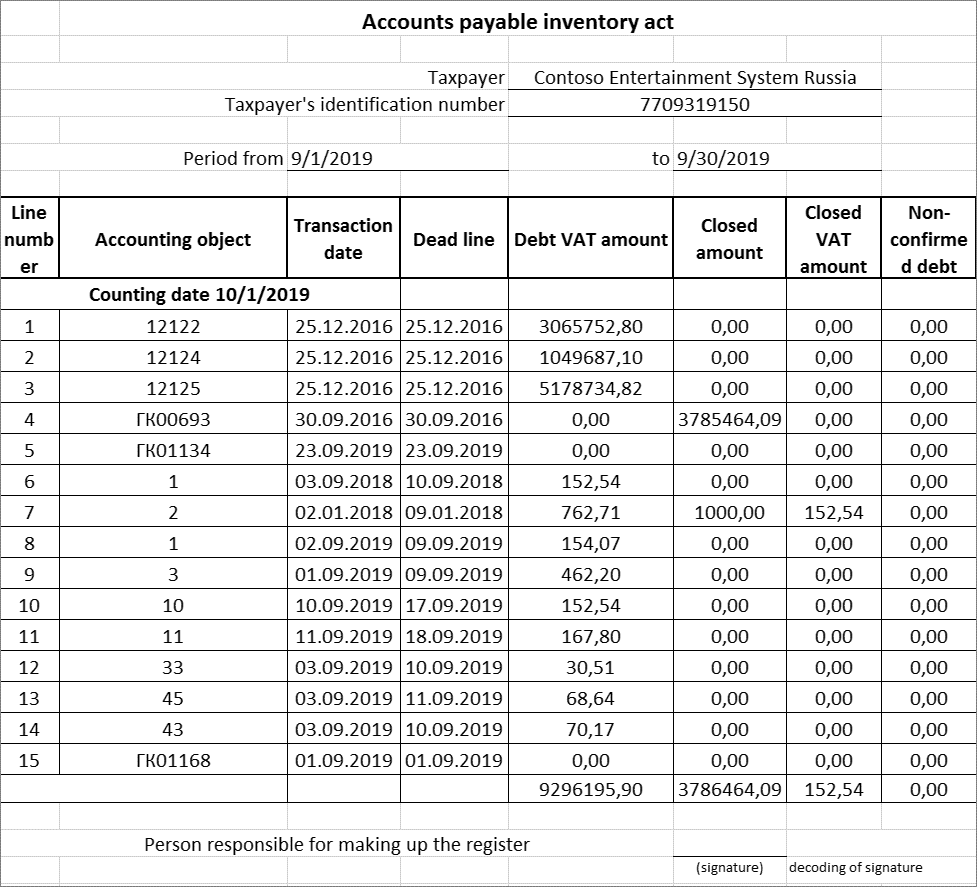 Accounts payable inventory act
Taxpayer Contoso Entertainment System Russia
Taxpayer's identification number 7709319150
Period from 9/1/2019 to 9/30/2019
Line numb er Accounting object Transaction date Dead line Debt VAT amount Closed amount Closed VAT amount Non- confirme d debt
Counting date 10/1/2019
1 12122 25.12.2016 25.12.2016 3065752,80 0,00 0,00 0,00
2 12124 25.12.2016 25.12.2016 1049687,10 0,00 0,00 0,00
3 12125 25.12.2016 25.12.2016 5178734,82 0,00 0,00 0,00
4 ГК00693 30.09.2016 30.09.2016 0,00 3785464,09 0,00 0,00
5 ГК01134 23.09.2019 23.09.2019 0,00 0,00 0,00 0,00
6 1 03.09.2018 10.09.2018 152,54 0,00 0,00 0,00
7 2 02.01.2018 09.01.2018 762,71 1000,00 152,54 0,00
8 1 02.09.2019 09.09.2019 154,07 0,00 0,00 0,00
9 3 01.09.2019 09.09.2019 462,20 0,00 0,00 0,00
10 10 10.09.2019 17.09.2019 152,54 0,00 0,00 0,00
11 11 11.09.2019 18.09.2019 167,80 0,00 0,00 0,00
12 33 03.09.2019 10.09.2019 30,51 0,00 0,00 0,00
13 45 03.09.2019 11.09.2019 68,64 0,00 0,00 0,00
14 43 03.09.2019 10.09.2019 70,17 0,00 0,00 0,00
15 ГК01168 01.09.2019 01.09.2019 0,00 0,00 0,00 0,00
9296195,90 3786464,09 152,54 0,00
Person responsible for making up the register
(signature) decoding of signature